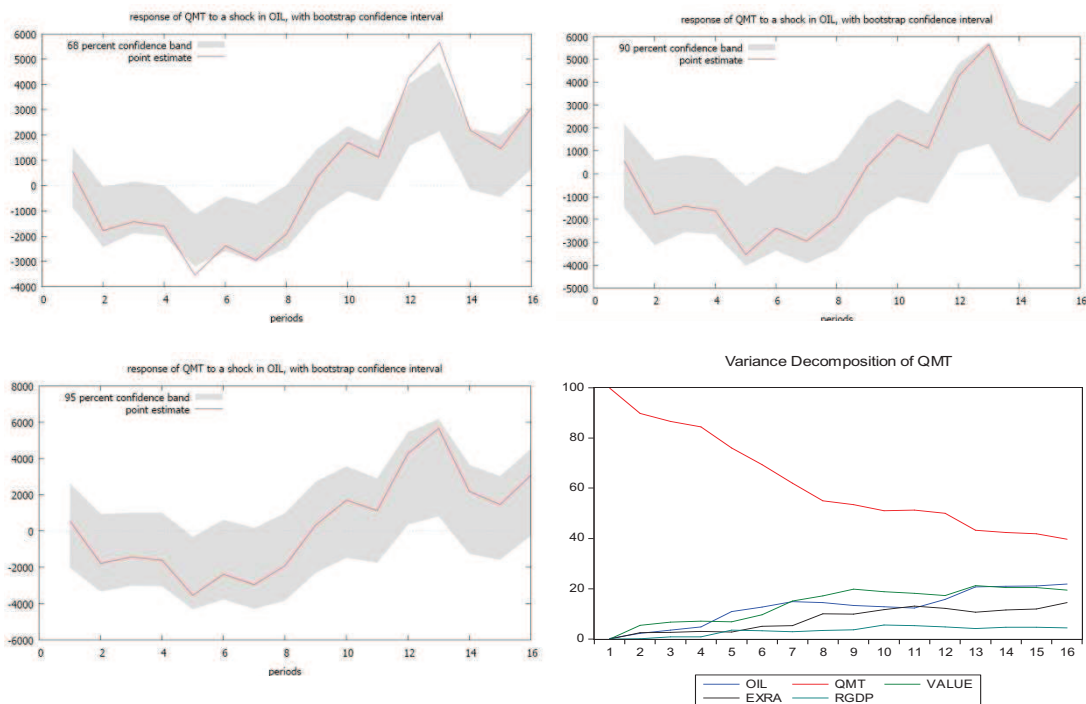 response of QMT to a shock in OIL, with bootstrap confidence interval
6000
5000
4000
3000
2000
1000
0
-1000
-2000
-3000
-4000
68 percent confidence band
point estimate
0 2 4 6 8 10 12 14 16
periods
response of QMT to a shock in OIL, with bootstrap confidence interval
6000
5000
4000
3000
2000
1000
0
-1000
-2000
-3000
-4000
-5000
90 percent confidence band
point estimate
0 2 4 6 8 10 12 14 16
periods
response of QMT to a shock in OIL, with bootstrap confidence interval
8000
6000
4000
2000
0
-2000
-4000
-6000
95 percent confidence band
point estimate
0 2 4 6 8 10 12 14 16
periods
Variance Decomposition of QMT
100
80
60
40
20
0
1 2 3 4 5 6 7 8 9 10 11 12 13 14 15 16
OIL QMT VALUE
EXRA RGDP